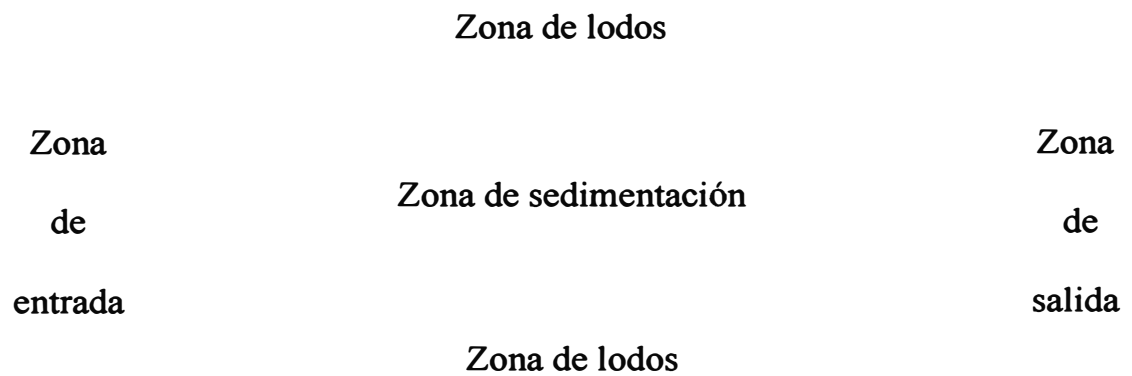 Zona de lodos
Zona
de
entrada
Zona de sedimentación
Zona
de
salida
Zona de lodos